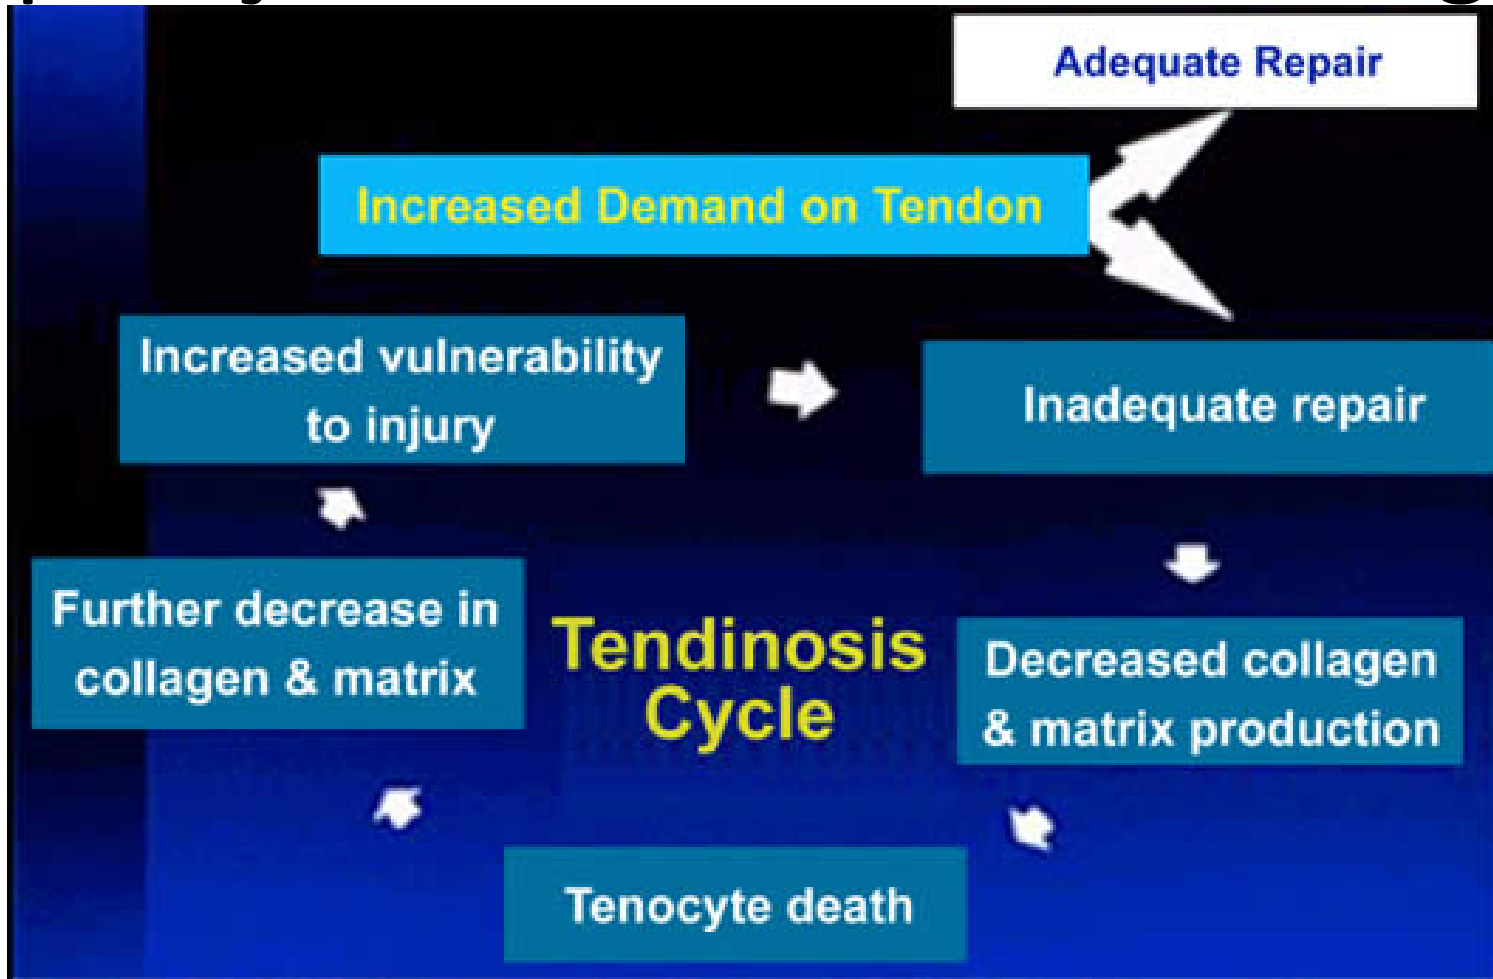 Adequate Repair
Increased Demand on Tendon
Increased vulnerability
to injury
Inadequate repair
Further decrease in
collagen & matrix
Tendinosis
Cycle
Decreased collagen
& matrix production
Tenocyte death